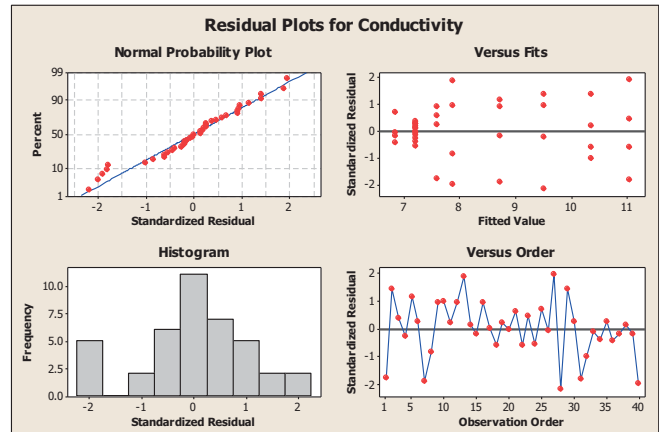 Residual Plots for Conductivity
Normal Probability Plot
Percent
99
90
50
10
1
-2 -1 0 1 2
Standardized Residual
Versus Fits
Standardized Residual
2
1
0
-1
-2
7 8 9 10 11
Fitted Value
Histogram
Frequency
10.0
7.5
5.0
2.5
0.0
-2 -1 0 1 2
Standardized Residual
Versus Order
Standardized Residual
2
1
0
-1
-2
1 5 10 15 20 25 30 35 40
Observation Order